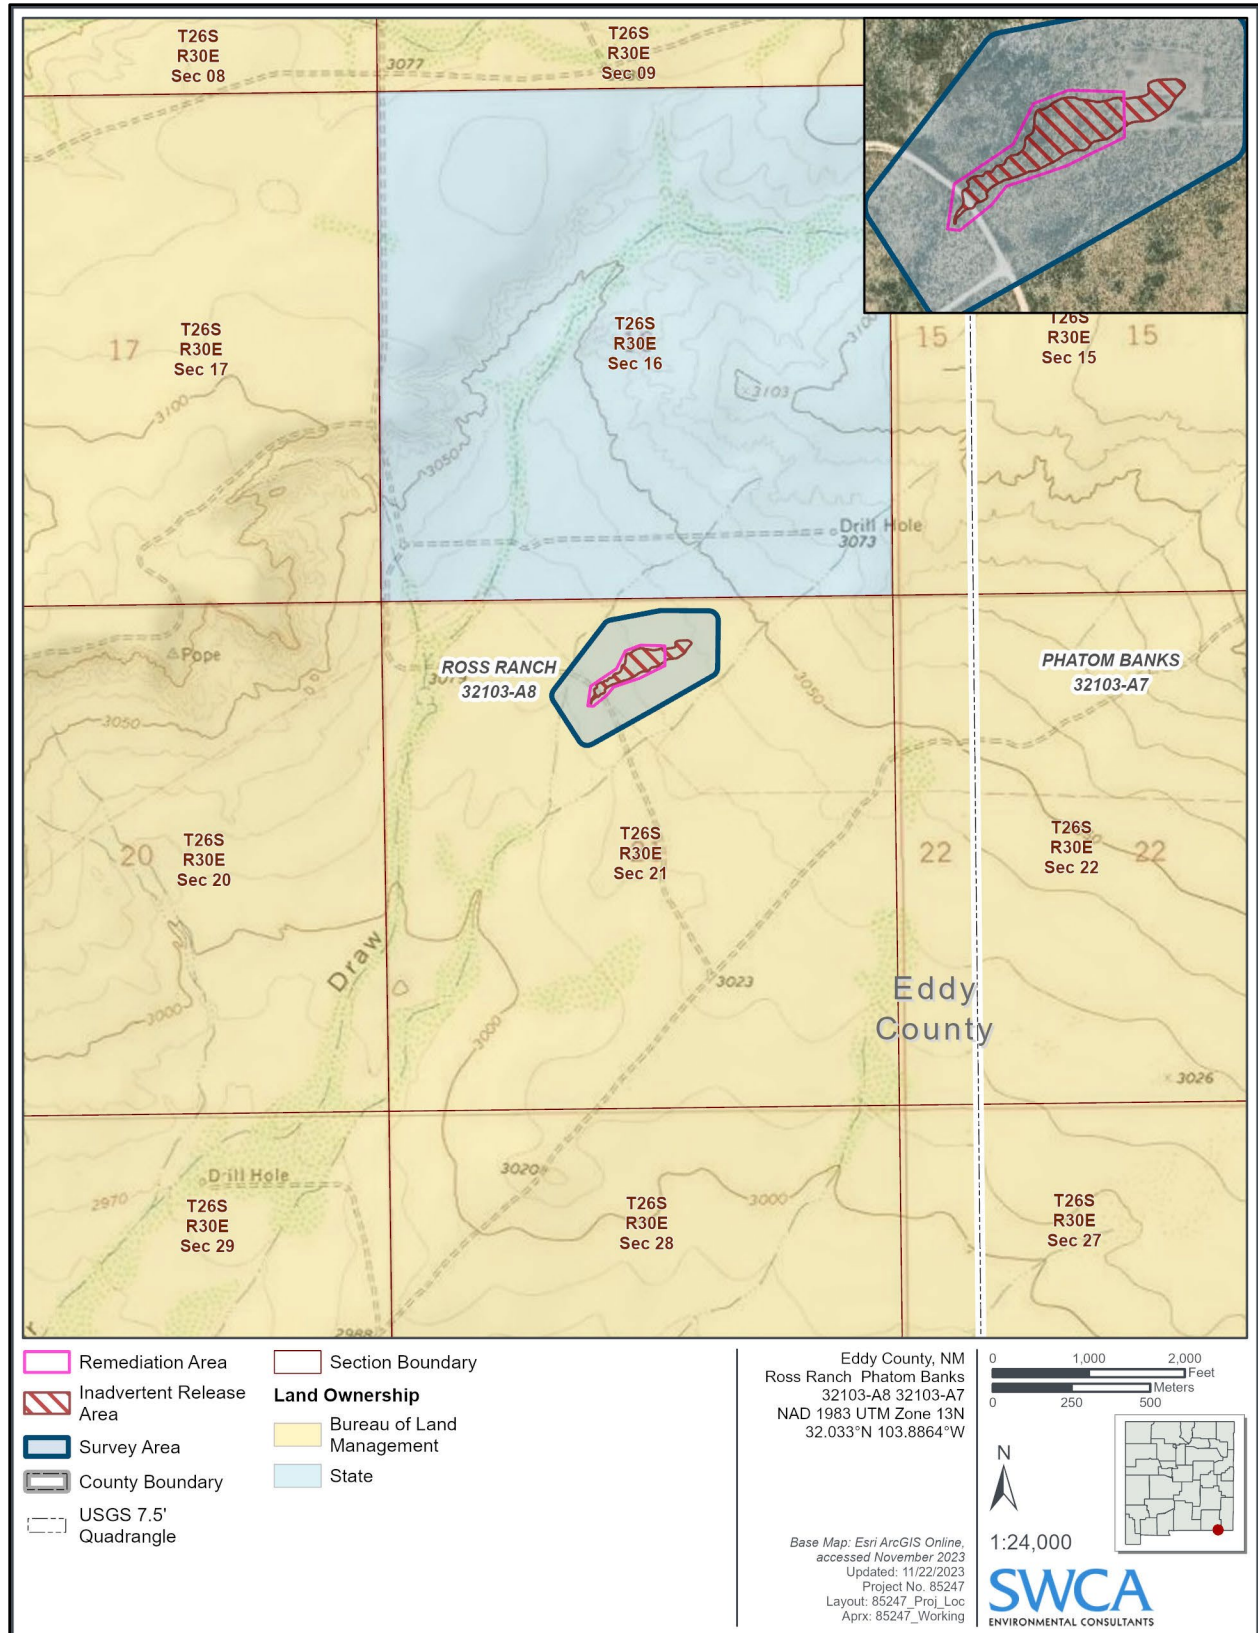 T26S
R30E
Sec 08
3077
T26S
R30E
Sec 09
17
T26S
R30E
Sec 17
3100
3050
T26S
R30E
Sec 16
3103
3100
Drill Hole
3073
15
T26S
R30E
Sec 15
15
Pope
ROSS RANCH
32103-A8
3050
PHATOM BANKS
32103-A7
3050
20
T26S
R30E
Sec 20
T26S
R30E
Sec 21
22
T26S
R30E
Sec 22
22
Draw
3000
3000
3023
Eddy
County
3026
Drill Hole
2970
T26S
R30E
Sec 29
3020
T26S
R30E
Sec 28
3000
T26S
R30E
Sec 27
2988
Remediation Area
Inadvertent Release
Area
Survey Area
County Boundary
USGS 7.5'
Quadrangle
Section Boundary
Land Ownership
Bureau of Land
Management
State
Eddy County, NM
Ross Ranch Phatom Banks
32103-A8 32103-A7
NAD 1983 UTM Zone 13N
32.033°N 103.8864°W
Base Map: Esri ArcGIS Online,
accessed November 2023
Updated: 11/22/2023
Project No. 85247
Layout: 85247_Proj_Loc
Aprx: 85247_Working
0 1,000 2,000
Feet
Meters
0 250 500
N
1:24,000
SWCA
ENVIRONMENTAL CONSULTANTS